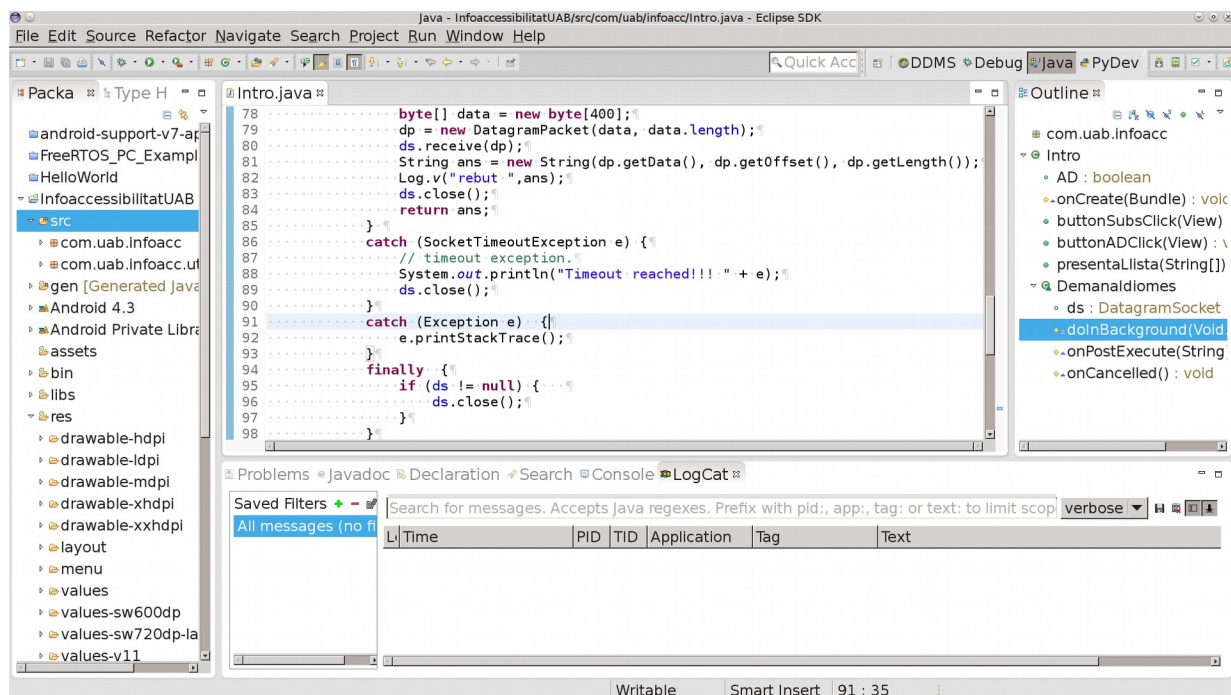 Java - InfoaccessibilitatUAB/src/com/uab/infoacc/Intro.java - Eclipse SDK
File Edit Source Refactor Navigate Search Project Run Window Help
Quick Acc DDMS Debug Java PyDev
Packa Type H
android-support-v7-ap
FreeRTOS_PC_Exampl
HelloWorld
InfoaccessibilitatUAB
src
com.uab.infoacc
com.uab.infoacc.ut
gen [Generated Java
Android 4.3
Android Private Libra
assets
bin
libs
res
drawable-hdpi
drawable-ldpi
drawable-mdpi
drawable-xhdpi
drawable-xxhdpi
layout
menu
values
values-sw600dp
values-sw720dp-la
values-v11
Intro.java
78 byte[] data = new byte[400];
79 dp = new DatagramPacket(data, data.length);
80 ds.receive(dp);
81 String ans = new String(dp.getData(), dp.getOffset(), dp.getLength());
82 Log.v("rebut ",ans);
83 ds.close();
84 return ans;
85 }
86 catch (SocketTimeoutException e) {
87 // timeout exception.
88 System.out.println("Timeout reached!!! " + e);
89 ds.close();
90 }
91 catch (Exception e) {
92 e.printStackTrace();
93 }
94 finally {
95 if (ds != null) {
96 ds.close();
97 }
98 }
Outline
com.uab.infoacc
Intro
AD : boolean
onCreate(Bundle) : voic
buttonSubsClick(View)
buttonADClick(View) : v
presentaLlista(String[])
DemanaIdiomes
ds : DatagramSocket
doInBackground(Void
onPostExecute(String
onCancelled() : void
Problems Javadoc Declaration Search Console LogCat
Saved Filters
All messages (no fi
Search for messages. Accepts Java regexes. Prefix with pid:, app:, tag: or text: to limit scop verbose
Time PID TID Application Tag Text
Writable Smart Insert 91 : 35